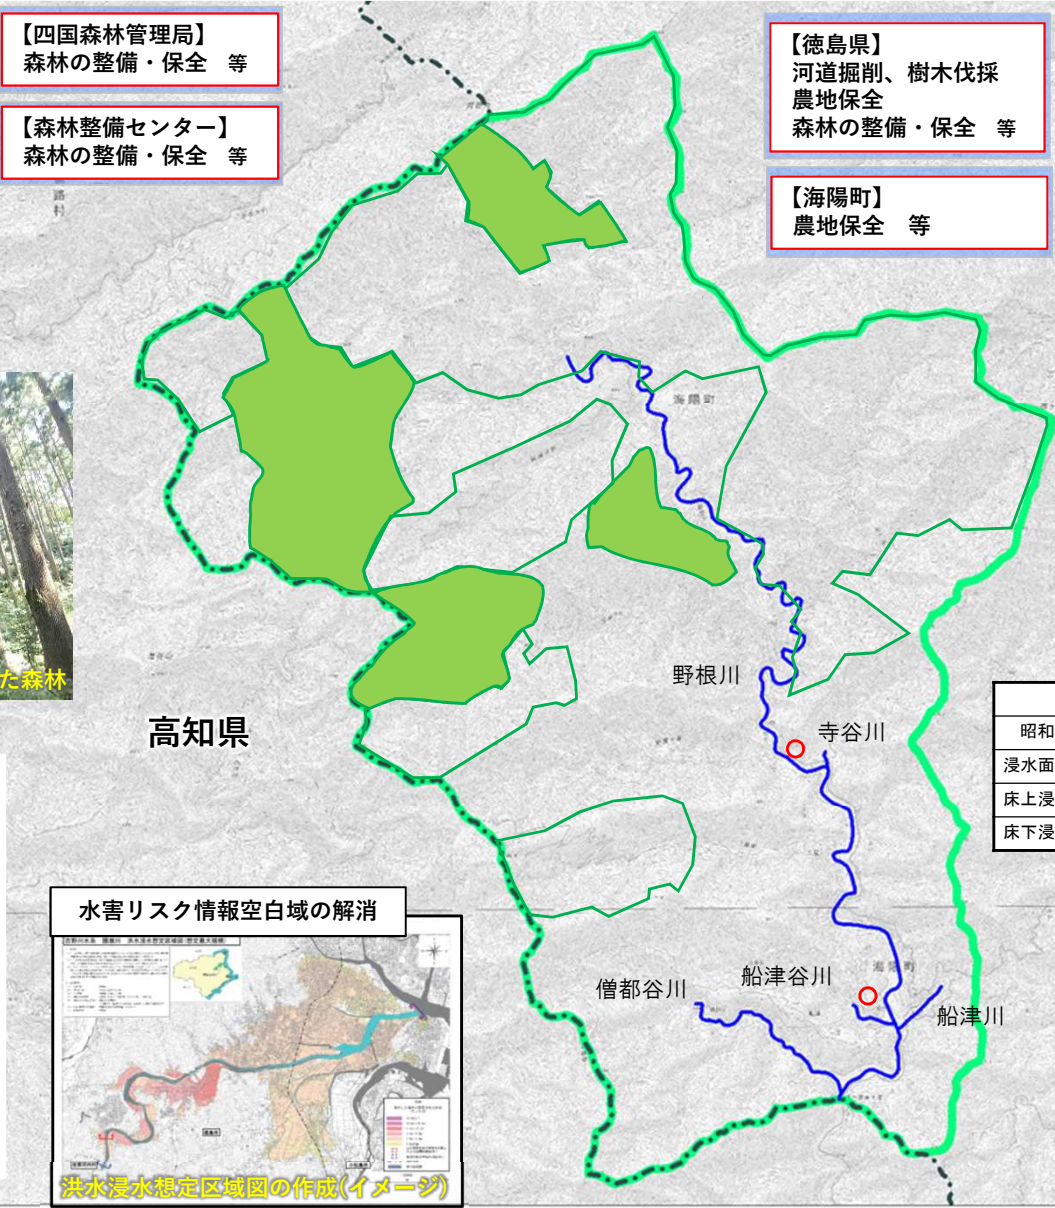 【四国森林管理局】
森林の整備・保全 等
【森林整備センター】
森林の整備・保全 等
【徳島県】
河道掘削、樹木伐採
農地保全
森林の整備・保全 等
【海陽町】
農地保全 等
路
村
海陽町
た森林
高知県
野根川
寺谷川
昭和
浸水面
床上浸
床下浸
水害リスク情報空白域の解消
洪水浸水想定区域図の作成(イメージ)
僧都谷川
船津谷川
海陽町
船津川